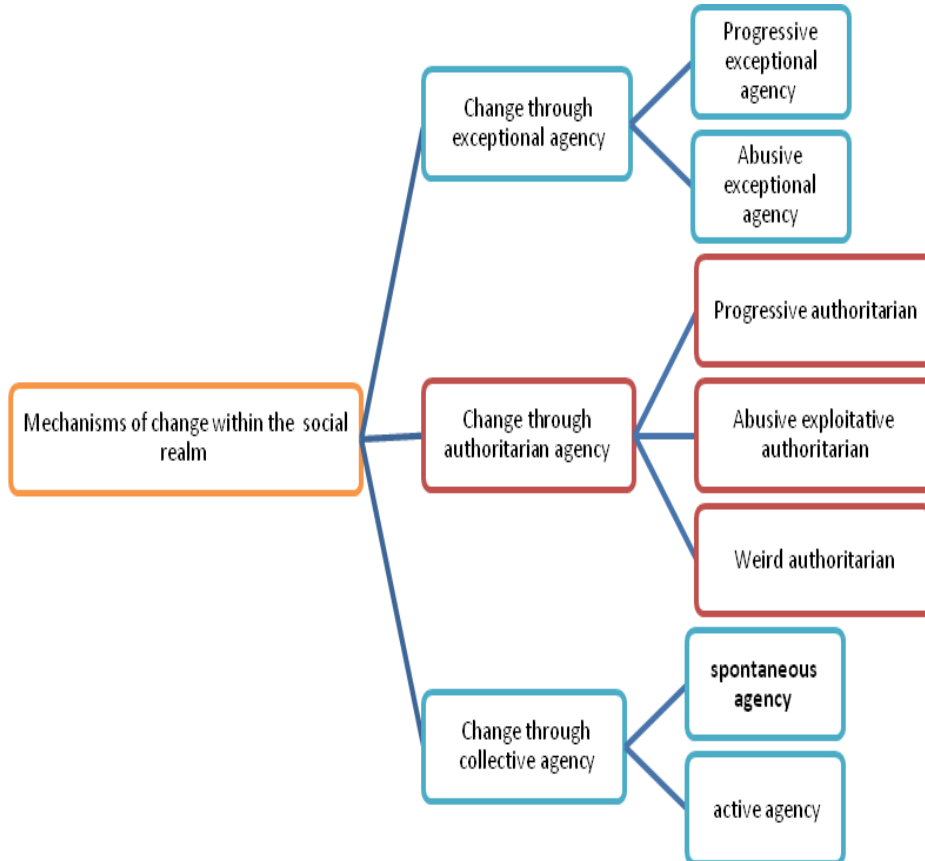 Progressive
exceptional
agency
Change through
exceptional agency
Abusive
exceptional
agency
Progressive authoritarian
Mechanisms of change within the social
realm
Change through
authoritarian agency
Abusive exploitative
authoritarian
Weird authoritarian
spontaneous
agency
Change through
collective agency
active agency